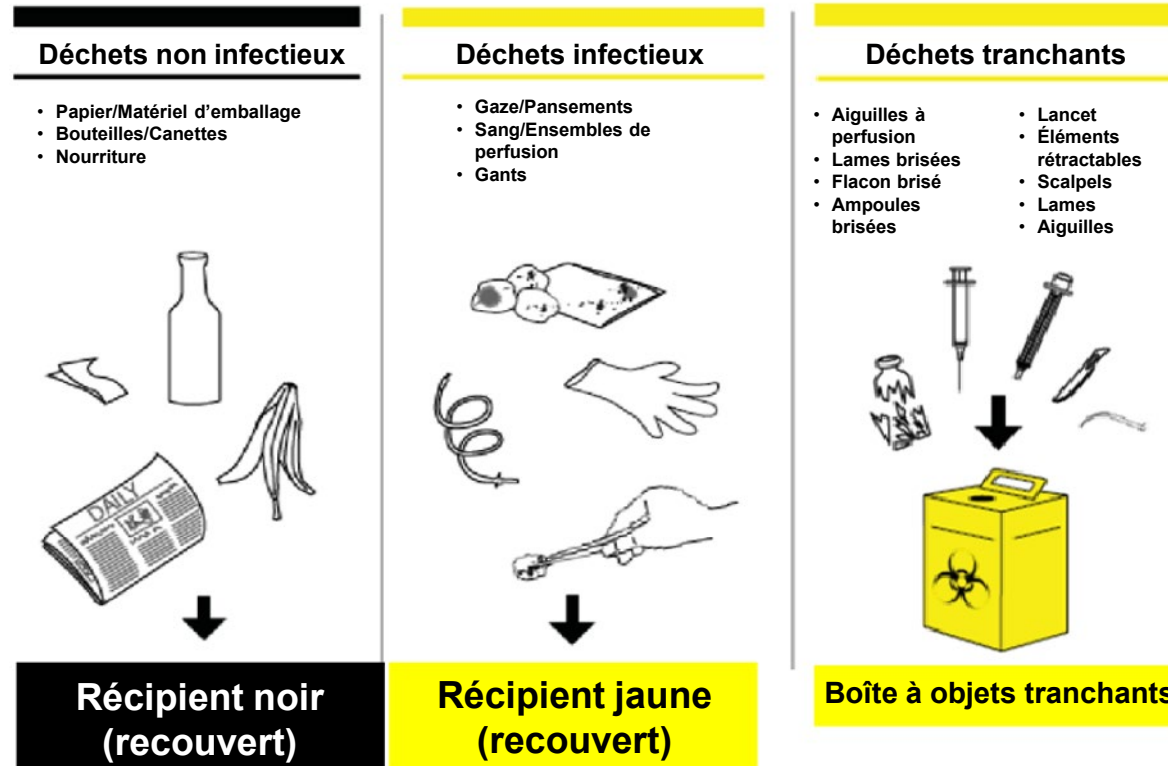 Déchets non infectieux
• Papier/Matériel d'emballage
• Bouteilles/Canettes
• Nourriture
DAILY
Récipient noir
(recouvert)
Déchets infectieux
• Gaze/Pansements
• Sang/Ensembles de
perfusion
• Gants
Récipient jaune
(recouvert)
Déchets tranchants
• Aiguilles à
perfusion
• Lames brisées
• Flacon brisé
• Ampoules
brisées
• Lancet
• Éléments
rétractables
• Scalpels
• Lames
• Aiguilles
Boîte à objets tranchants